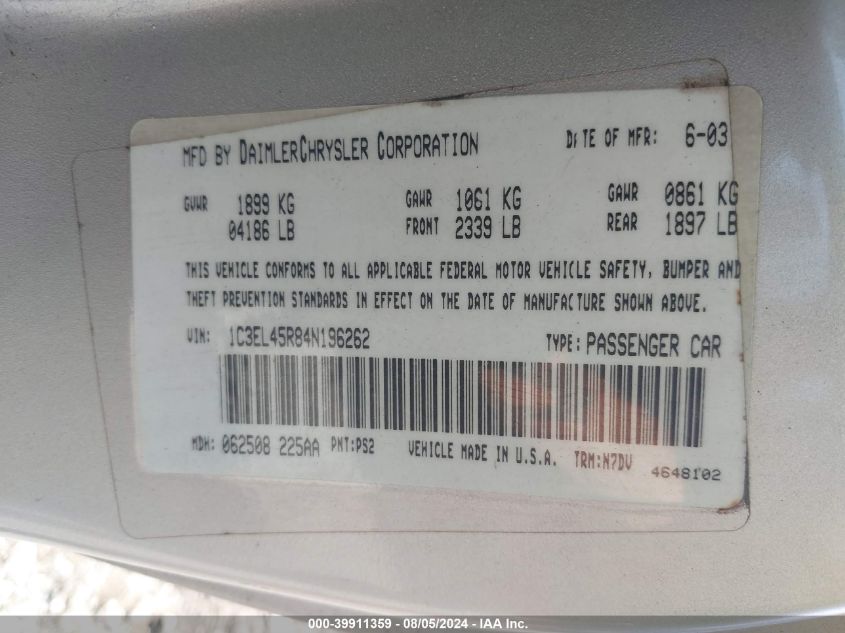 MFD BY DAIMLERCHRYSLER CORPORATION DATE OF MFR: 6-03
GVWR 1899 KG GAWR 1061 KG GAWR 0861 KG
04186 LB FRONT 2339 LB REAR 1897 LB
THIS VEHICLE CONFORMS TO ALL APPLICABLE FEDERAL MOTOR VEHICLE SAFETY, BUMPER AND
THEFT PREVENTION STANDARDS IN EFFECT ON THE DATE OF MANUFACTURE SHOWN ABOVE.
VIN: 1C3EL45R84N196262 TYPE: PASSENGER CAR
MDH: 062508 225AA PNT:PS2 VEHICLE MADE IN U.S.A. TRM:N7DV
4648102
000-39911359 - 08/05/2024 - IAA Inc.